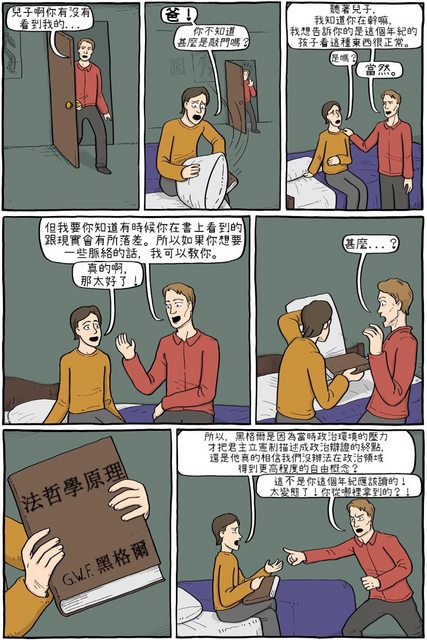 兒子啊你有沒有
看到我的...
爸！
你不知道
甚麼是敲門嗎？
聽著兒子，
我知道你在幹嘛，
我想告訴你的是這個年紀的
孩子看這種東西很正常。
是嗎？
當然。
但我要你知道有時候你在書上看到的
跟現實會有所落差。所以如果你想要
一些脈絡的話，我可以教你。
真的啊，
那太好了！
甚麼...？
法哲學原理
G.W.F. 黑格爾
所以，黑格爾是因為當時政治環境的壓力
才把君主立憲制描述成政治辯證的終點，
還是他真的相信我們沒辦法在政治領域
得到更高程度的自由概念？
這不是你這個年紀應該讀的！
太變態了！你從哪裡拿到的？！